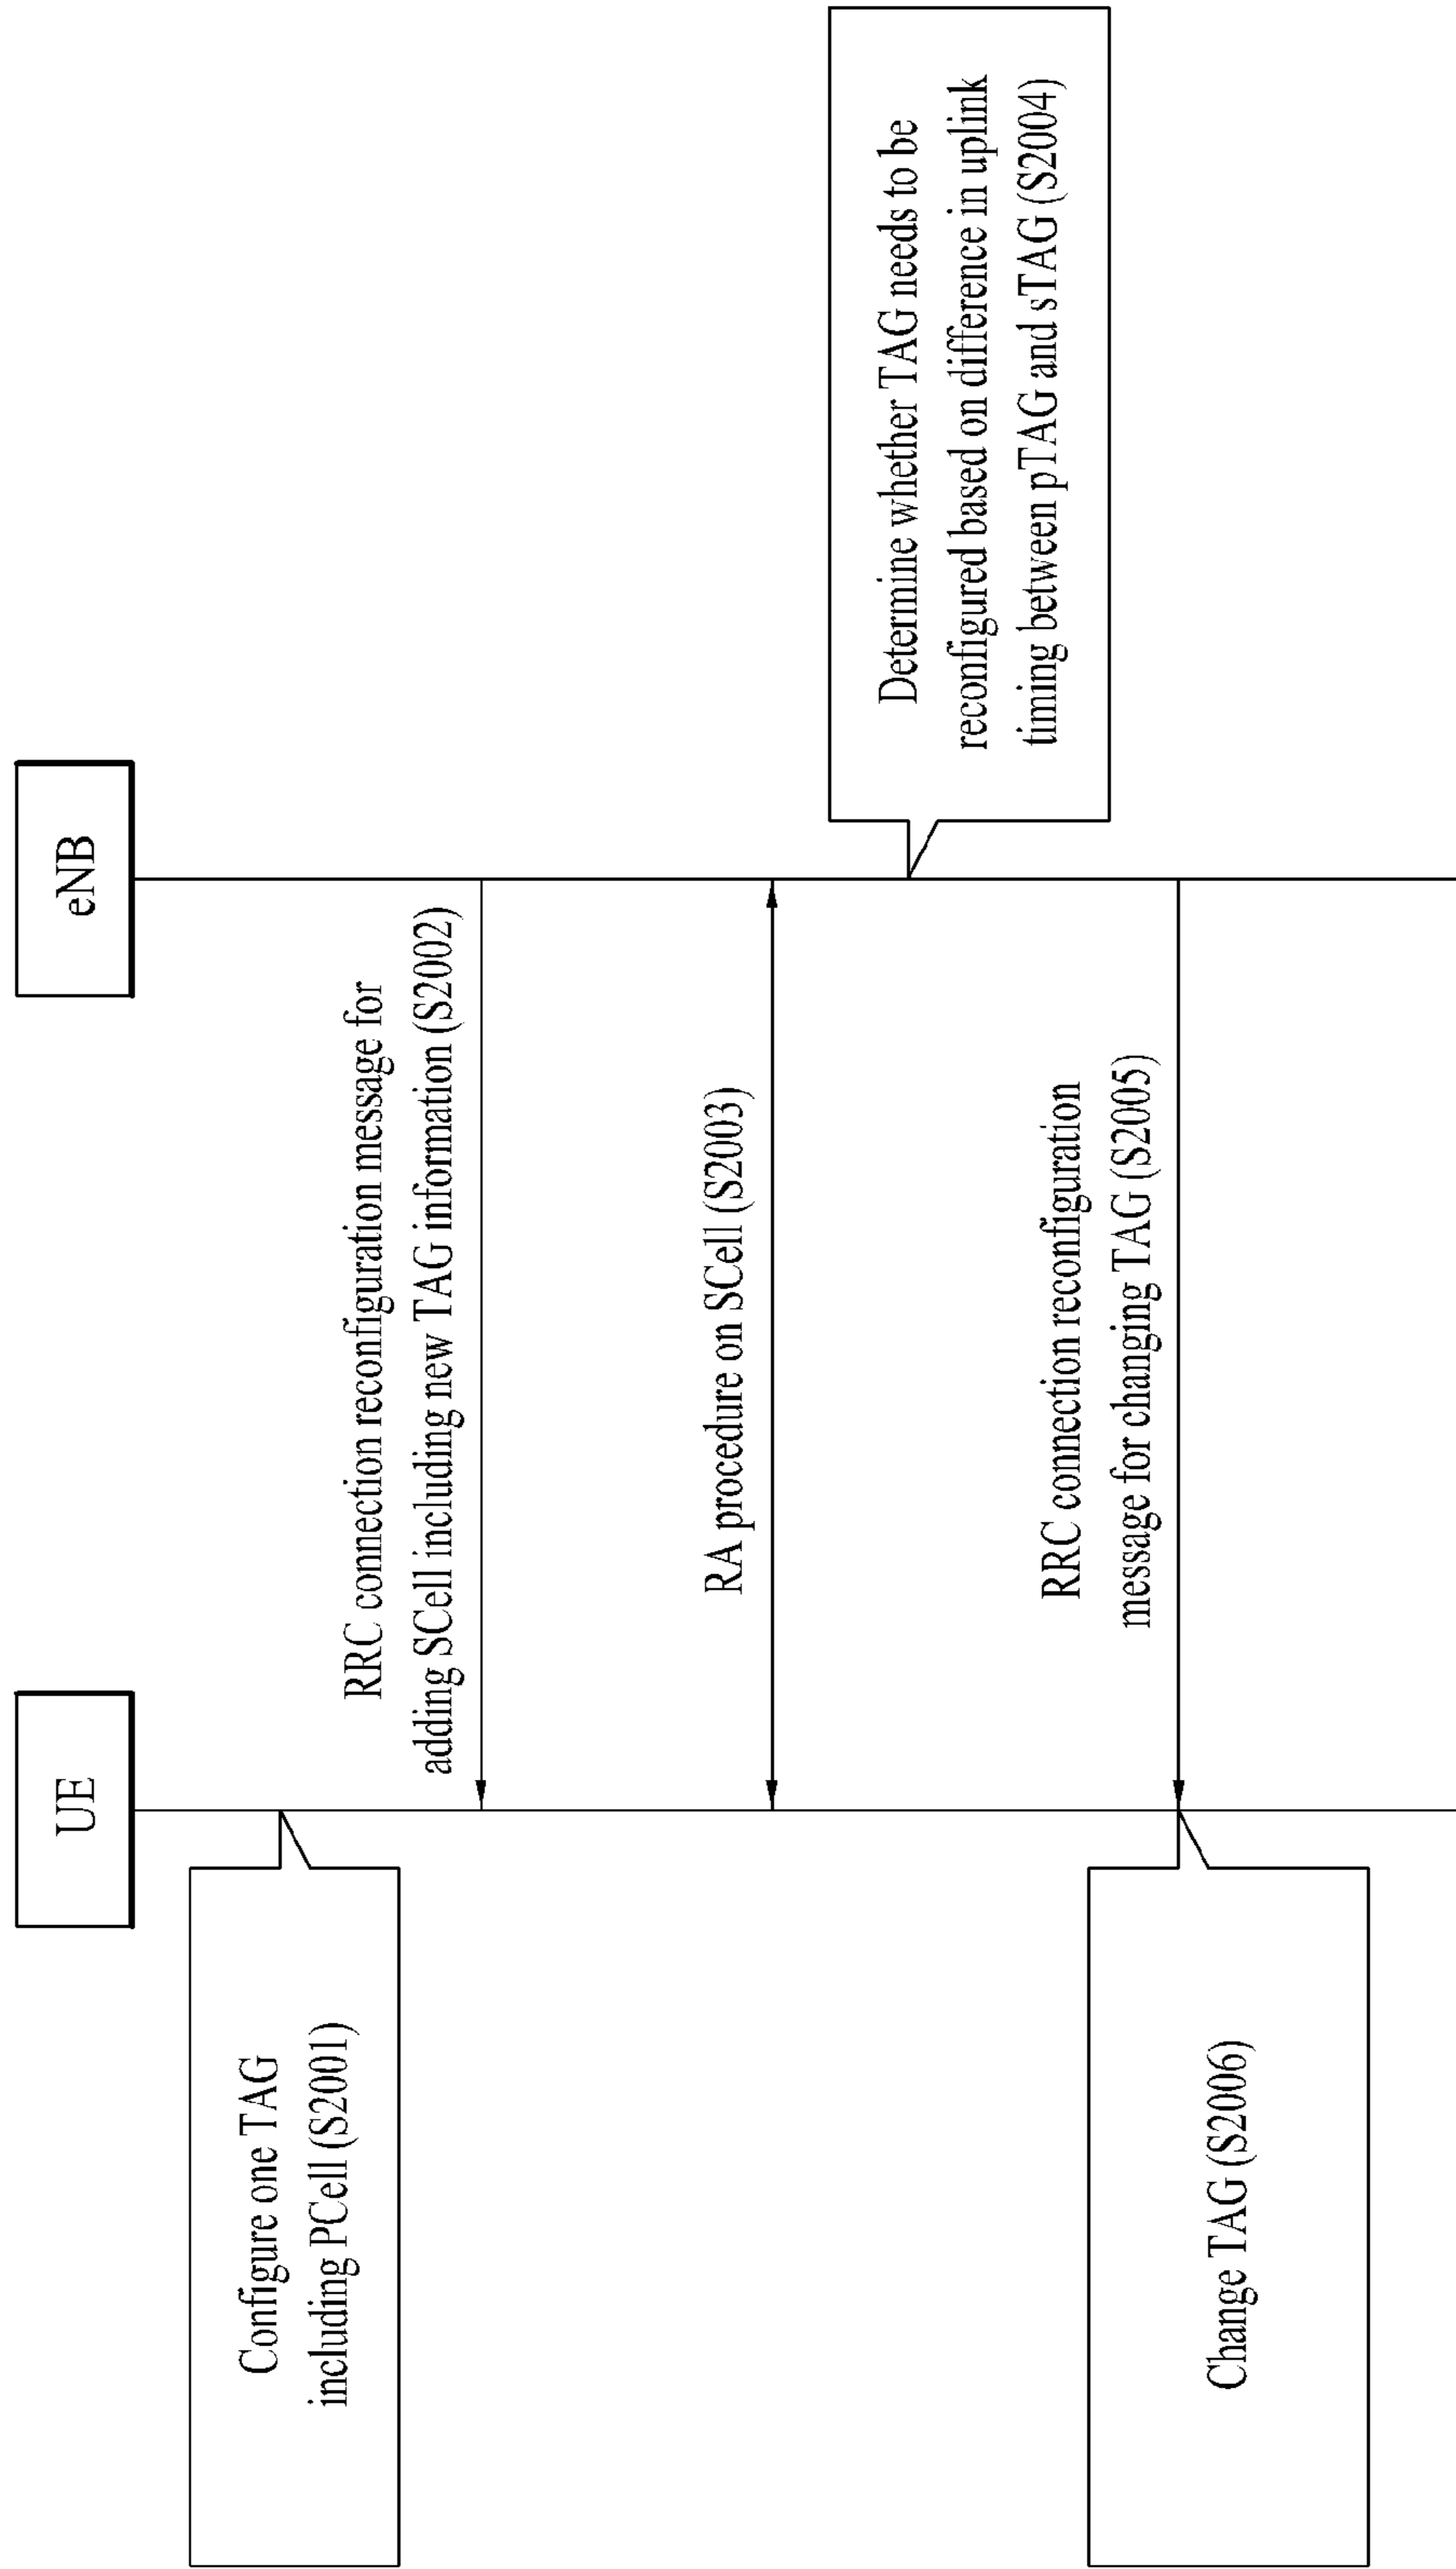 UE
eNB
Configure one TAG
including PCell (S2001)
RRC connection reconfiguration message for
adding SCell including new TAG information (S2002)
RA procedure on SCell (S2003)
Determine whether TAG needs to be
reconfigured based on difference in uplink
timing between pTAG and sTAG (S2004)
RRC connection reconfiguration
message for changing TAG (S2005)
Change TAG (S2006)